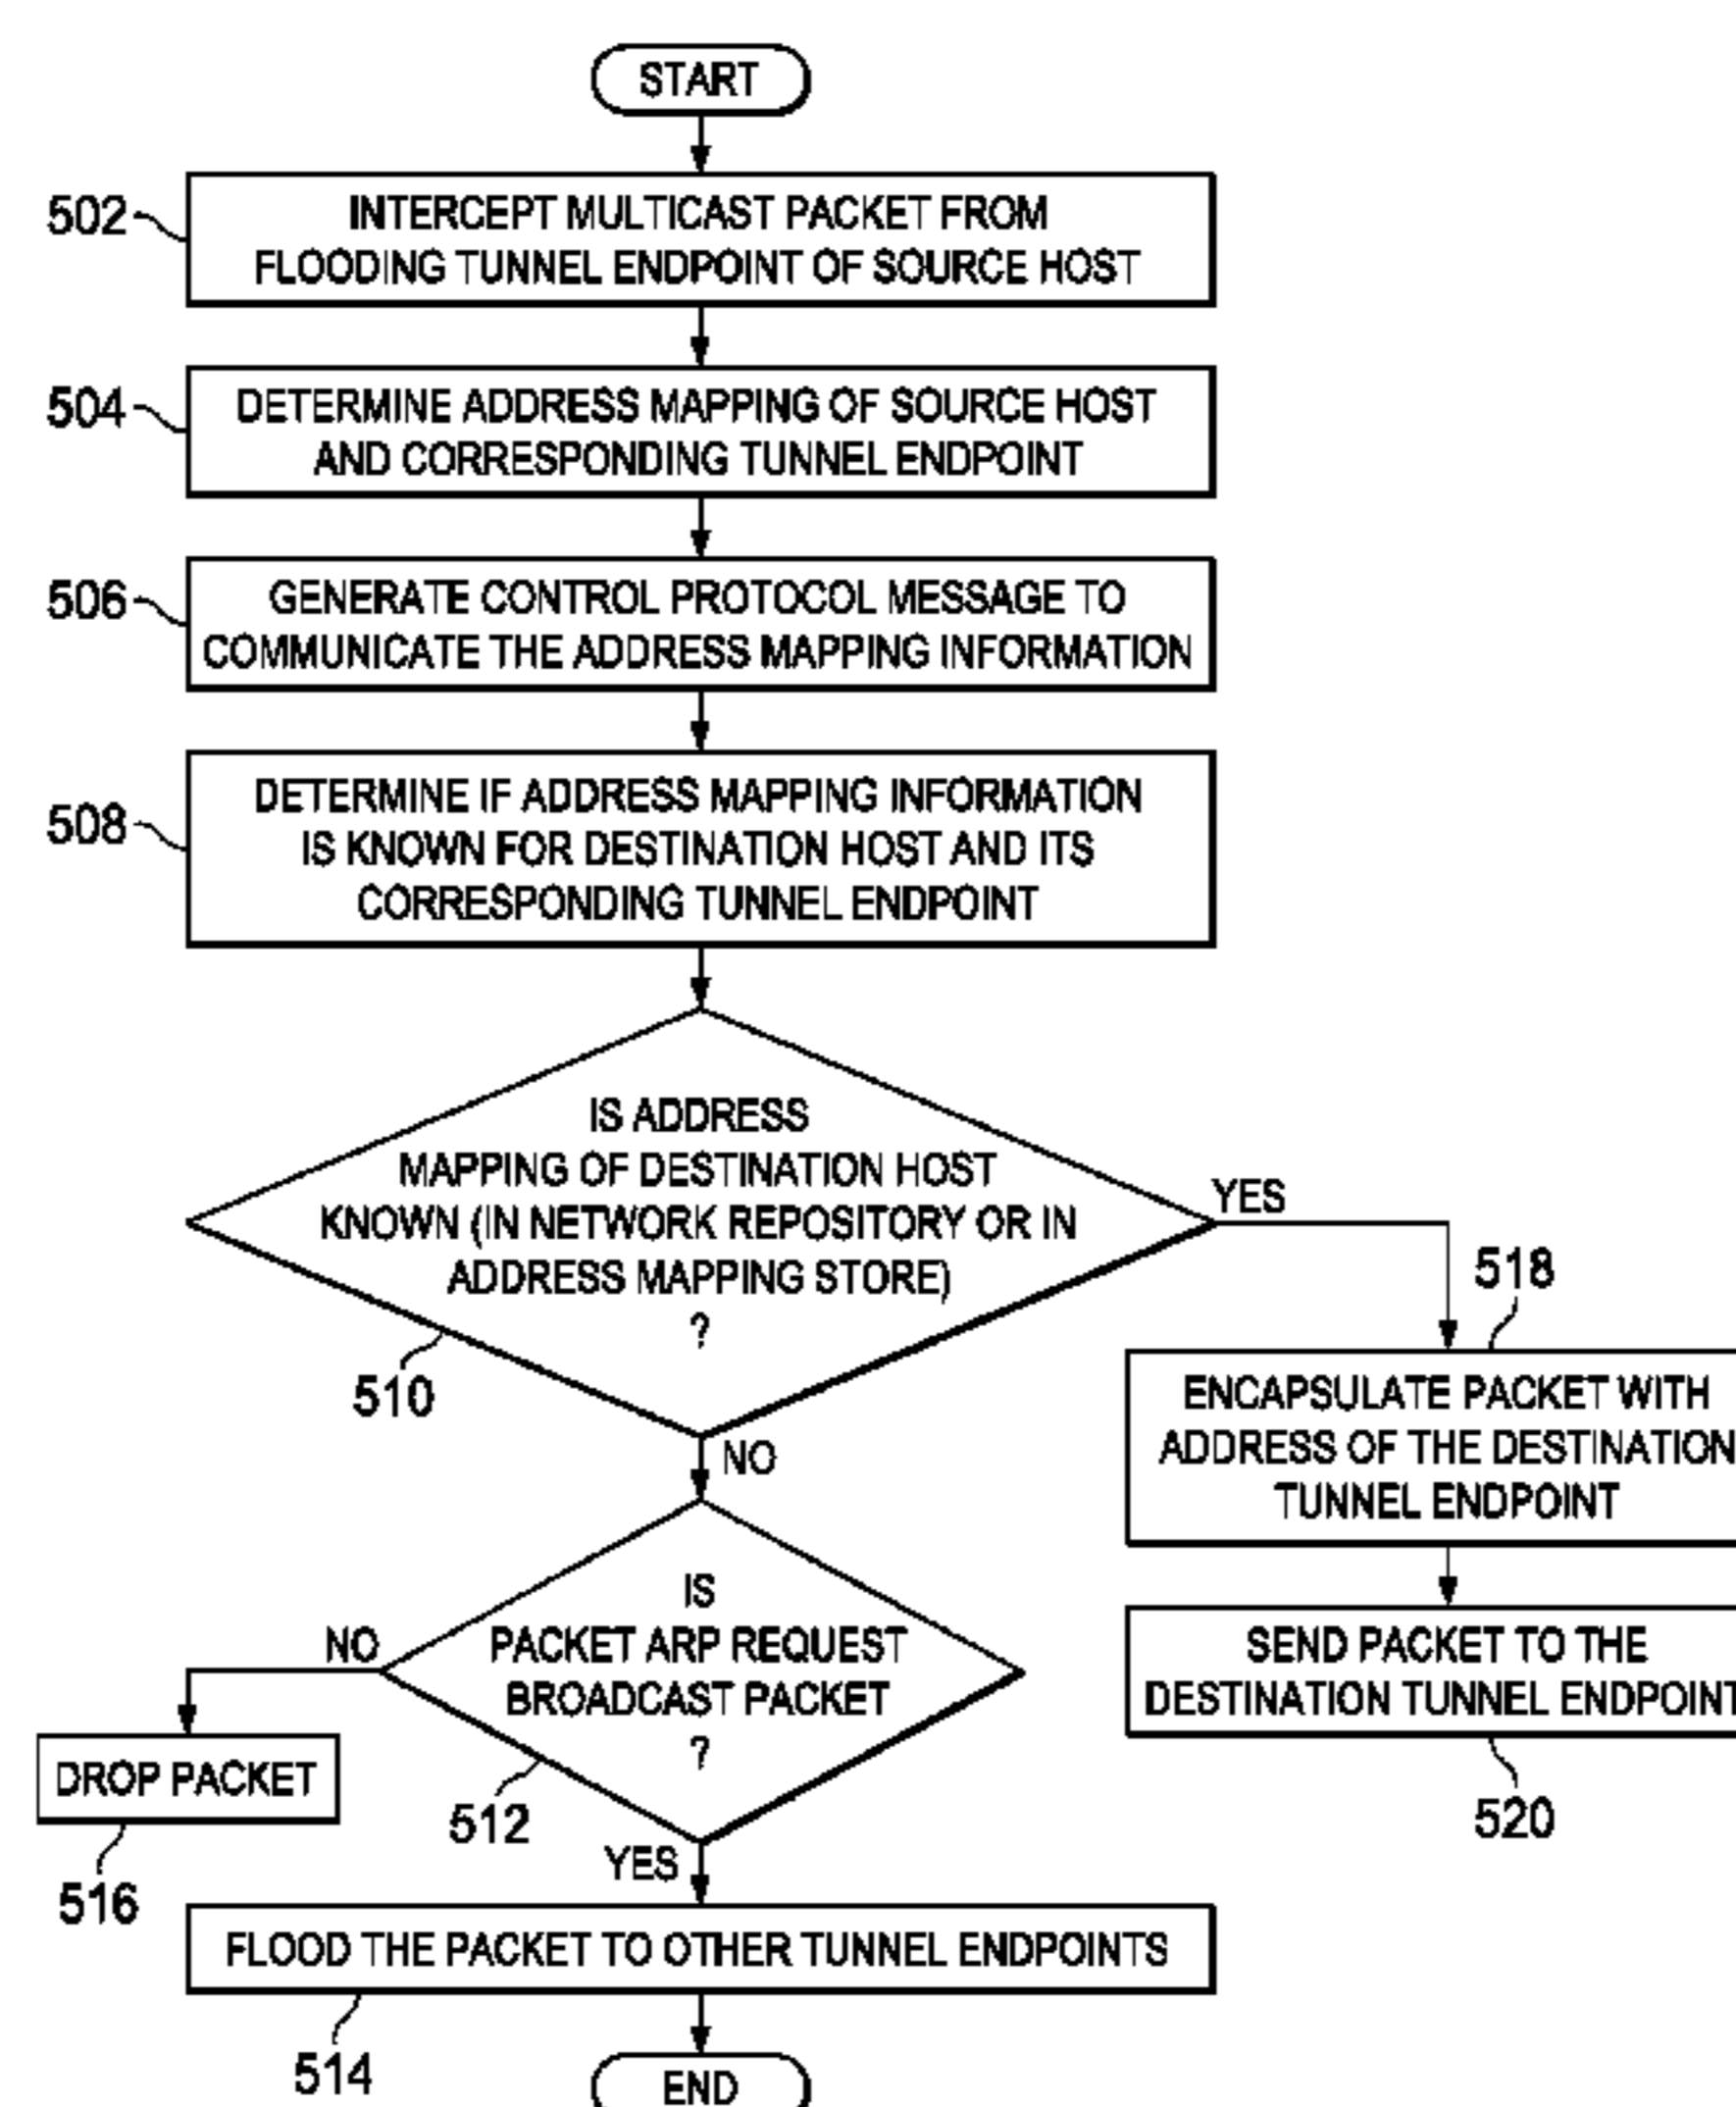 START
502
INTERCEPT MULTICAST PACKET FROM
FLOODING TUNNEL ENDPOINT OF SOURCE HOST
504
DETERMINE ADDRESS MAPPING OF SOURCE HOST
AND CORRESPONDING TUNNEL ENDPOINT
506
GENERATE CONTROL PROTOCOL MESSAGE TO
COMMUNICATE THE ADDRESS MAPPING INFORMATION
508
DETERMINE IF ADDRESS MAPPING INFORMATION
IS KNOWN FOR DESTINATION HOST AND ITS
CORRESPONDING TUNNEL ENDPOINT
IS ADDRESS
MAPPING OF DESTINATION HOST
KNOWN (IN NETWORK REPOSITORY OR IN
ADDRESS MAPPING STORE)
?
510
YES
518
ENCAPSULATE PACKET WITH
ADDRESS OF THE DESTINATION
TUNNEL ENDPOINT
SEND PACKET TO THE
DESTINATION TUNNEL ENDPOINT
520
NO
IS
PACKET ARP REQUEST
BROADCAST PACKET
?
512
NO
DROP PACKET
516
YES
FLOOD THE PACKET TO OTHER TUNNEL ENDPOINTS
514
END